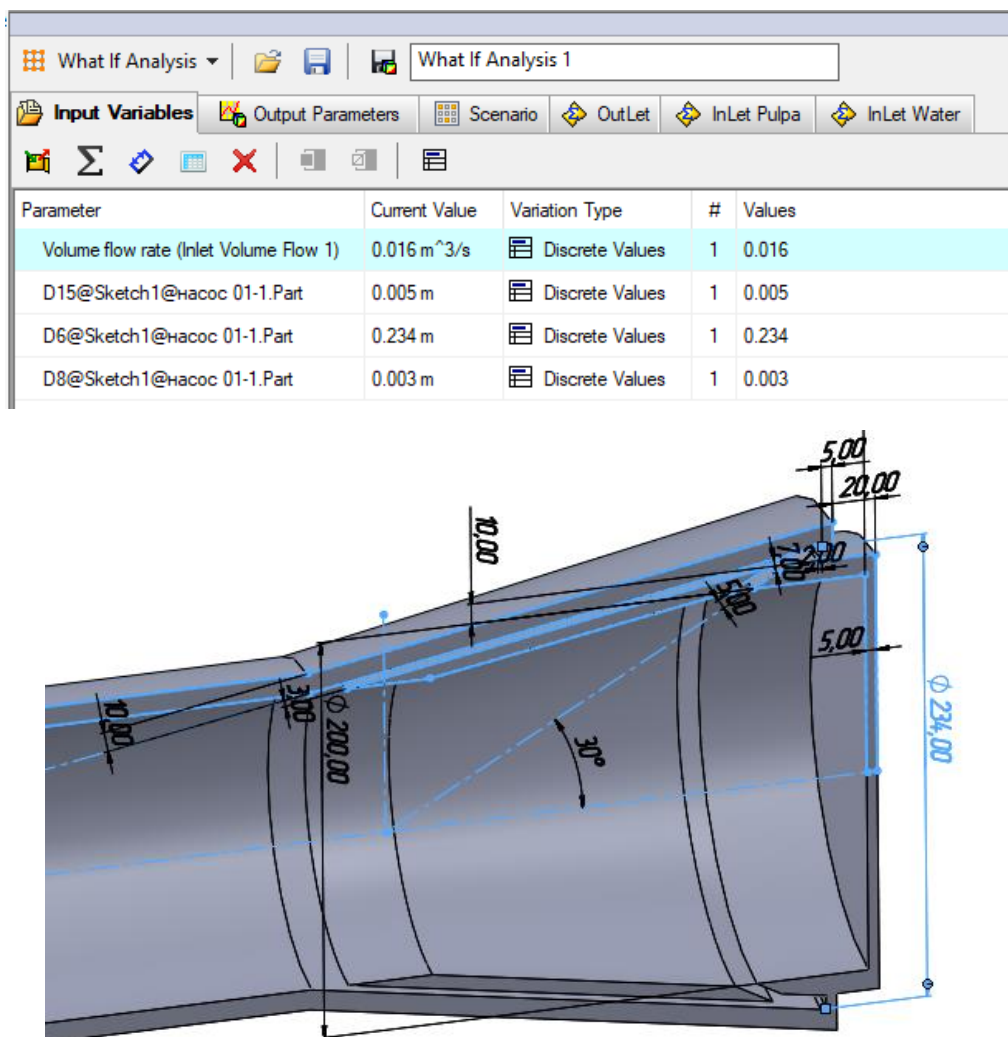 What If Analysis What If Analysis 1
Input Variables Output Parameters Scenario OutLet InLet Pulpa InLet Water
Parameter Current Value Variation Type # Values
Volume flow rate (Inlet Volume Flow 1) 0.016 m^3/s Discrete Values 1 0.016
D15@Sketch1@насос 01-1.Part 0.005 m Discrete Values 1 0.005
D6@Sketch1@насос 01-1.Part 0.234 m Discrete Values 1 0.234
D8@Sketch1@насос 01-1.Part 0.003 m Discrete Values 1 0.003
5,00
20,00
10,00
7,00
2,00
5,00
5,00
10,00
3,00
Ф 200,00
30°
Ф 234,00